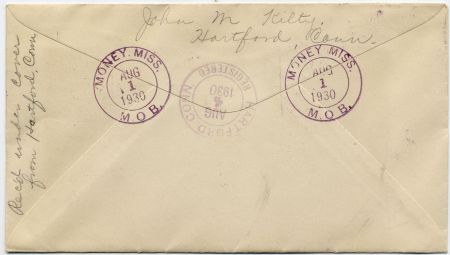 John M Kilty.
Hartford, Conn.
MONEY, MISS.
AUG
1
1930
M.O.B.
HARTFORD CONN
REGISTERED
AUG
4
1930
MONEY, MISS.
AUG
1
1930
M.O.B.
Recd under cover
from Hartford, Conn